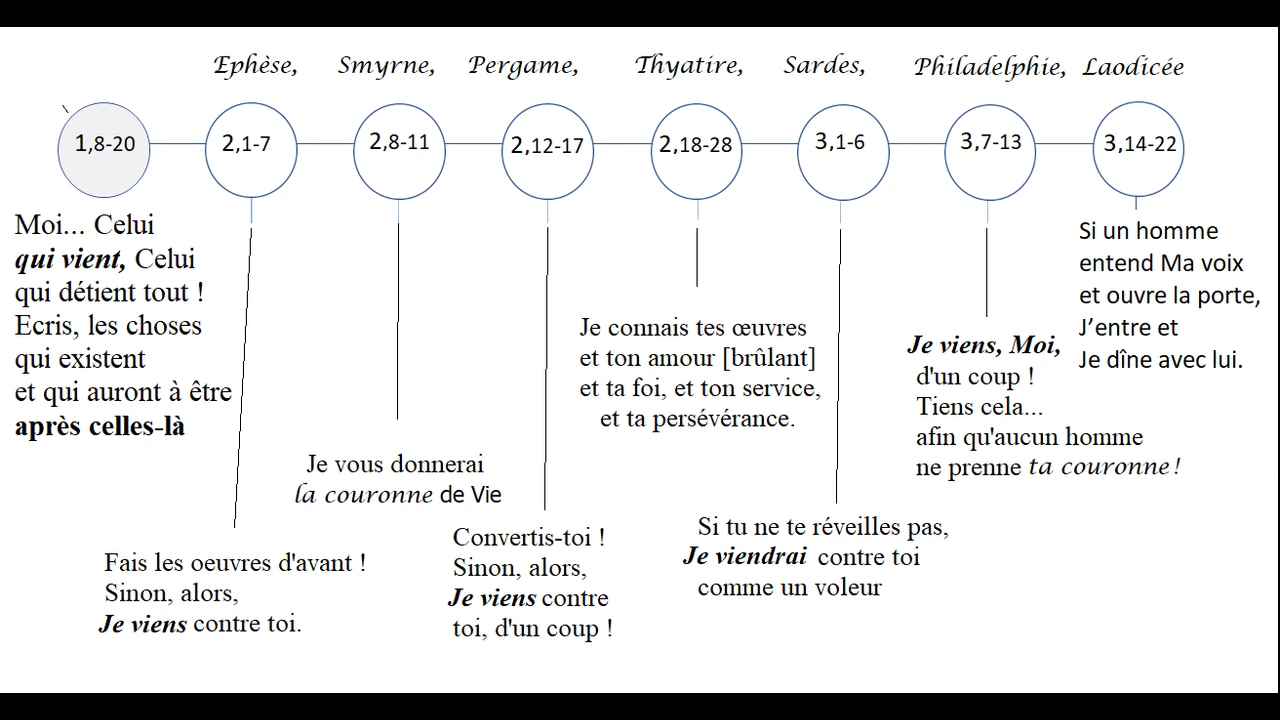 Ephèse, Smyrne, Pergame, Thyatire, Sardes, Philadelphie, Laodicée
1,8-20 2,1-7 2,8-11 2,12-17 2,18-28 3,1-6 3,7-13 3,14-22
Moi... Celui
qui vient, Celui
qui détient tout !
Ecris, les choses
qui existent
et qui auront à être
après celles-là
Fais les oeuvres d'avant !
Sinon, alors,
Je viens contre toi.
Je vous donnerai
la couronne de Vie
Convertis-toi !
Sinon, alors,
Je viens contre
toi, d'un coup !
Je connais tes œuvres
et ton amour [brûlant]
et ta foi, et ton service,
et ta persévérance.
Si tu ne te réveilles pas,
Je viendrai contre toi
comme un voleur
Je viens, Moi,
d'un coup !
Tiens cela...
afin qu'aucun homme
ne prenne ta couronne !
Si un homme
entend Ma voix
et ouvre la porte,
J’entre et
Je dîne avec lui.